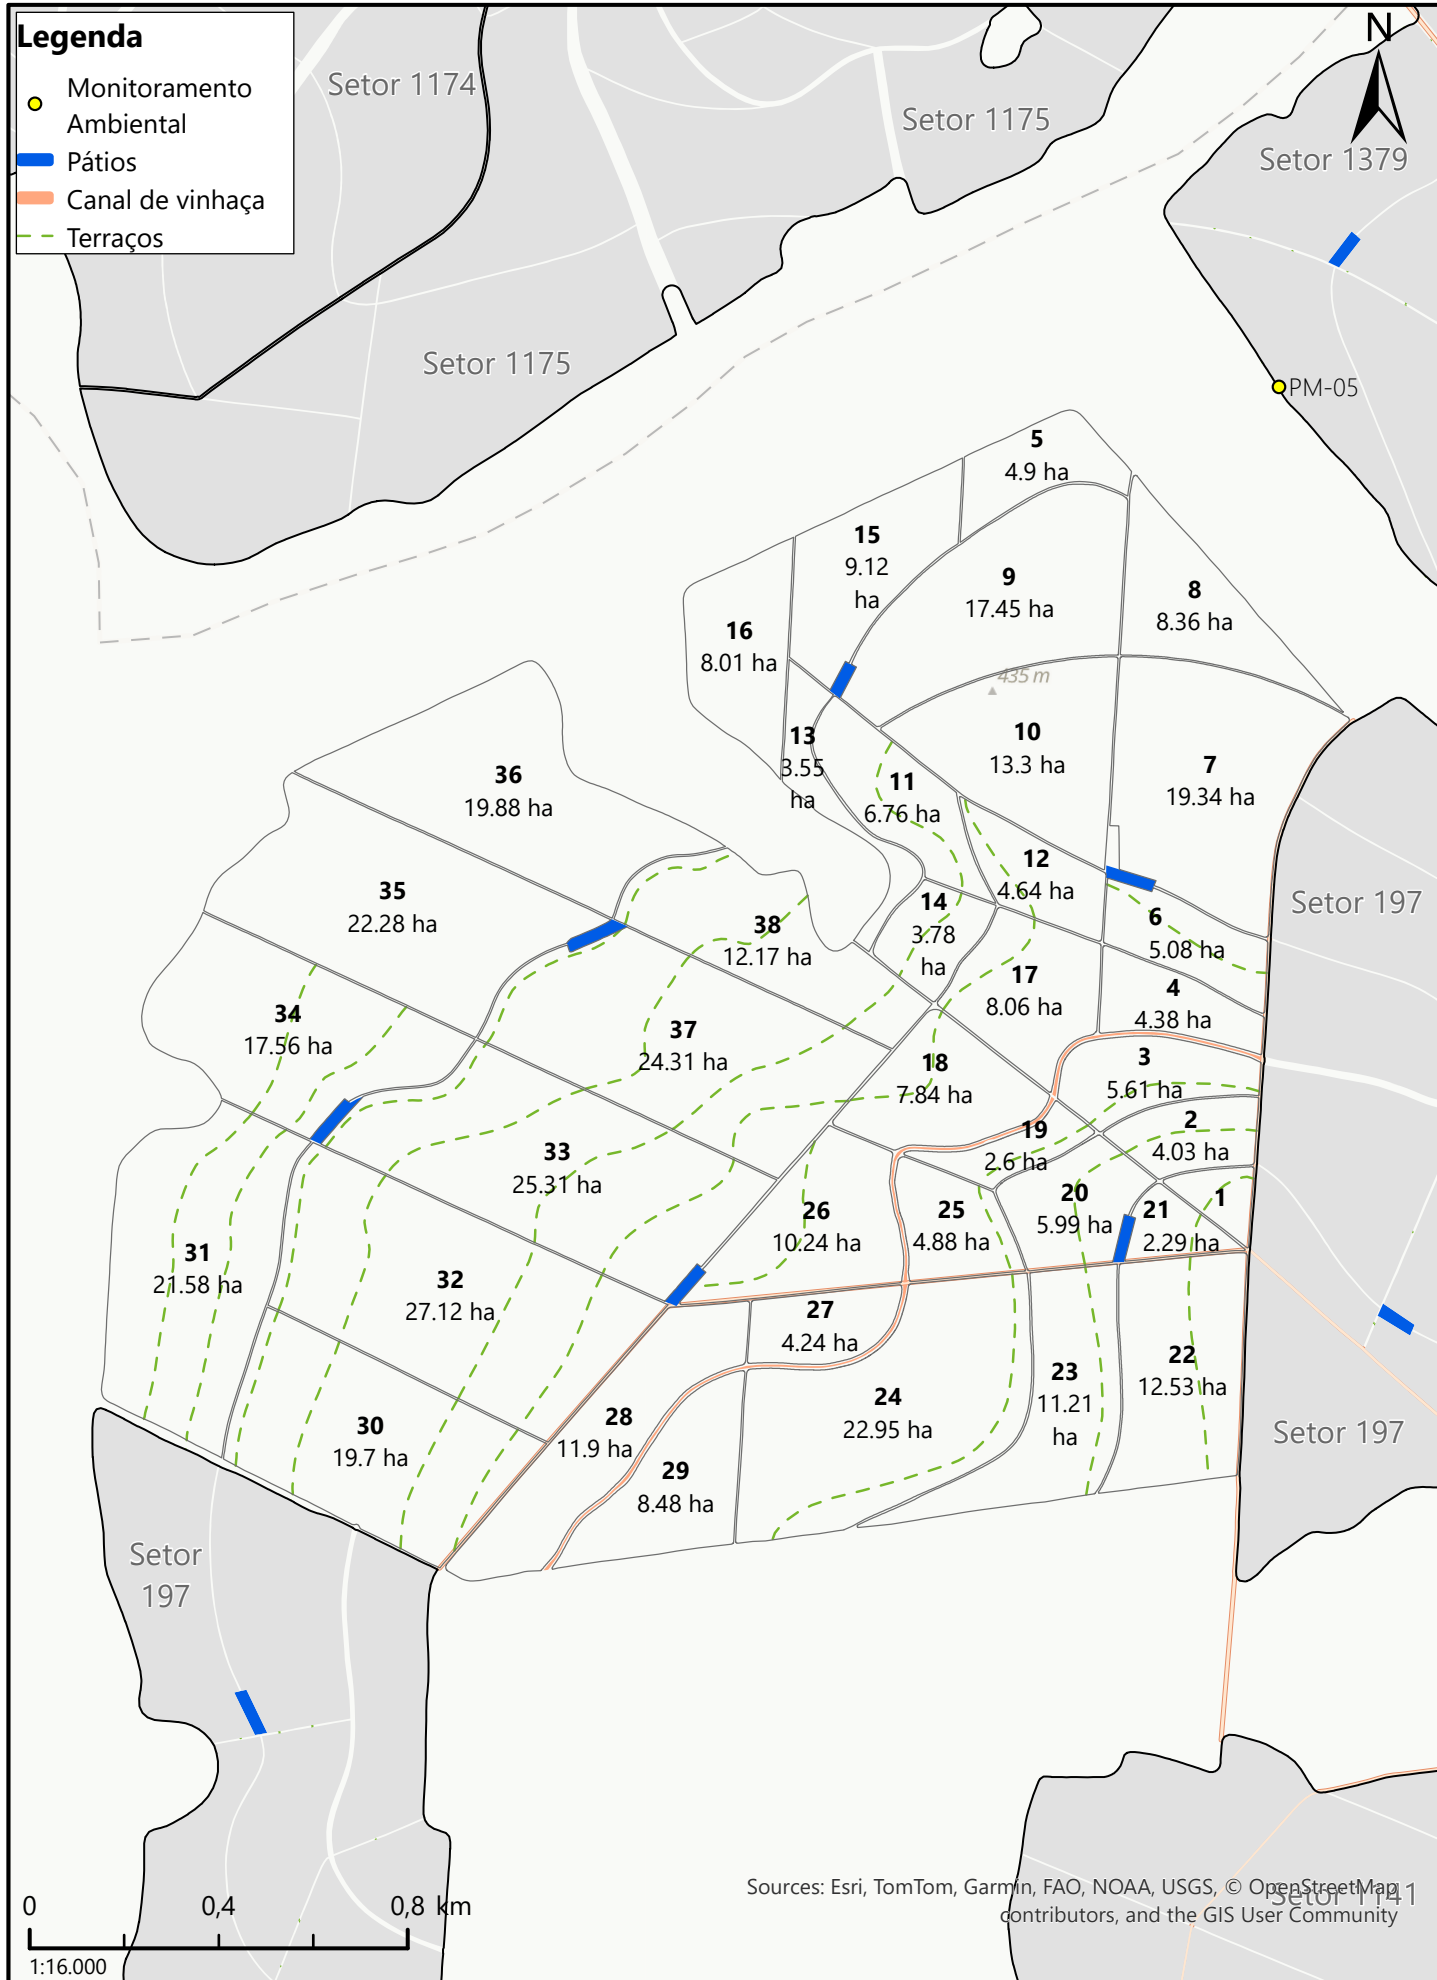 Legenda
Monitoramento
Ambiental
Pátios
Canal de vinhaça
Terraços
N
Setor 1174
Setor 1175
Setor 1379
Setor 1175
PM-05
5
4.9 ha
15
9.12
ha
9
17.45 ha
8
8.36 ha
16
8.01 ha
435 m
13
3.55
ha
10
13.3 ha
7
19.34 ha
11
6.76 ha
36
19.88 ha
12
4.64 ha
35
22.28 ha
14
3.78
ha
38
12.17 ha
6
5.08 ha
Setor 197
17
8.06 ha
4
4.38 ha
34
17.56 ha
37
24.31 ha
18
7.84 ha
3
5.61 ha
2
4.03 ha
19
2.6 ha
33
25.31 ha
20
5.99 ha
1
21
2.29 ha
26
10.24 ha
25
4.88 ha
31
21.58 ha
32
27.12 ha
27
4.24 ha
22
12.53 ha
23
11.21
ha
24
22.95 ha
28
11.9 ha
30
19.7 ha
29
8.48 ha
Setor 197
Setor
197
0 0,4 0,8 km
1:16.000
Sources: Esri, TomTom, Garmin, FAO, NOAA, USGS, © OpenStreetMap
contributors, and the GIS User Community
Setor 1141